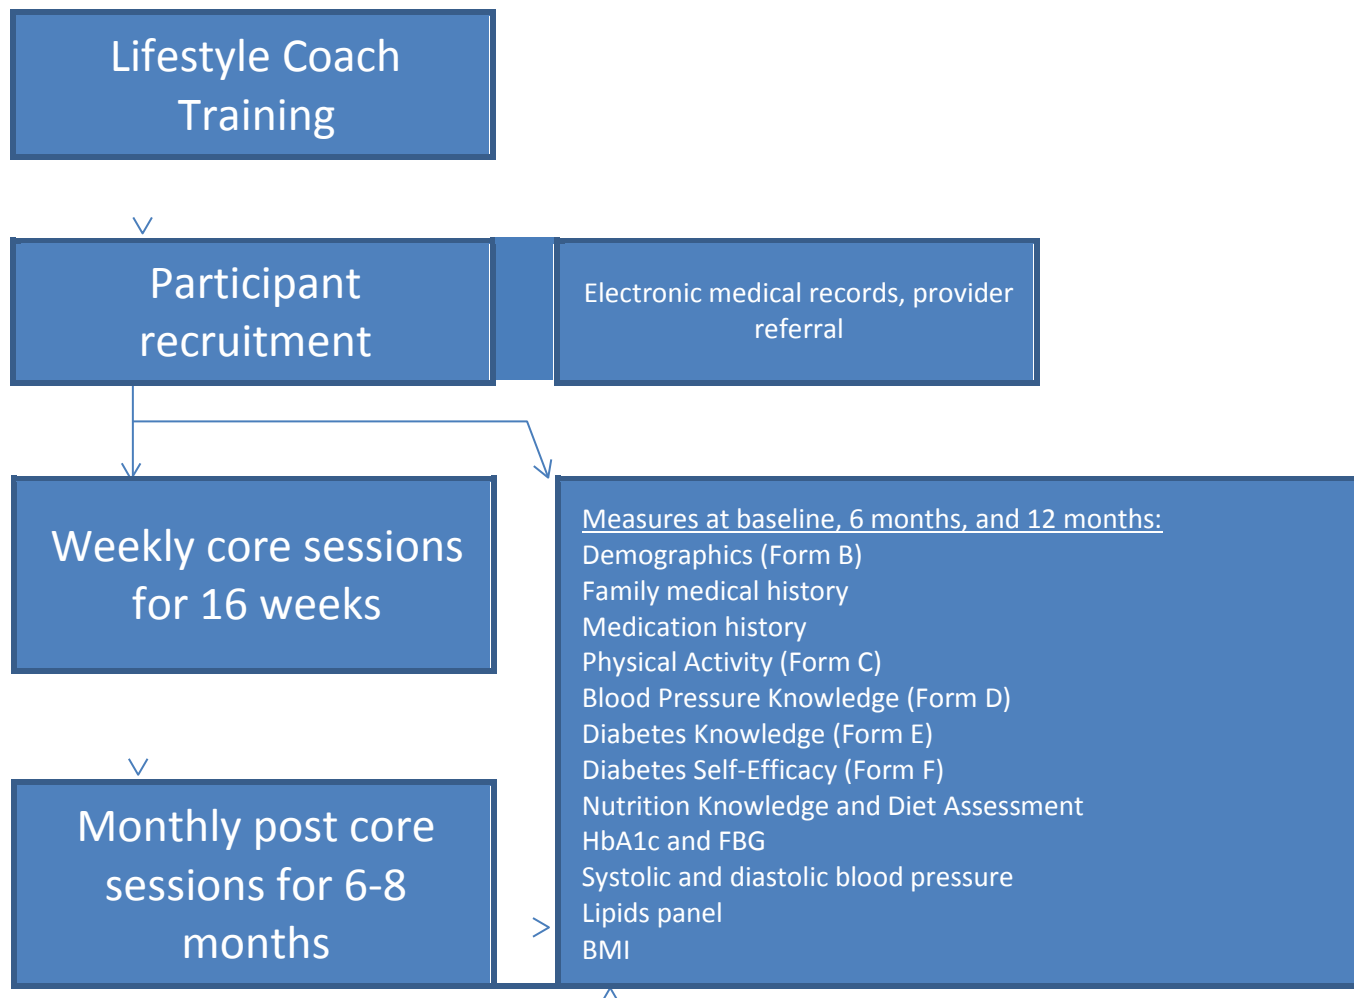 Lifestyle Coach
Training
Participant
recruitment
Electronic medical records, provider
referral
Weekly core sessions
for 16 weeks
Measures at baseline, 6 months, and 12 months:
Demographics (Form B)
Family medical history
Medication history
Physical Activity (Form C)
Blood Pressure Knowledge (Form D)
Diabetes Knowledge (Form E)
Diabetes Self-Efficacy (Form F)
Nutrition Knowledge and Diet Assessment
HbA1c and FBG
Systolic and diastolic blood pressure
Lipids panel
BMI
Monthly post core
sessions for 6-8
months